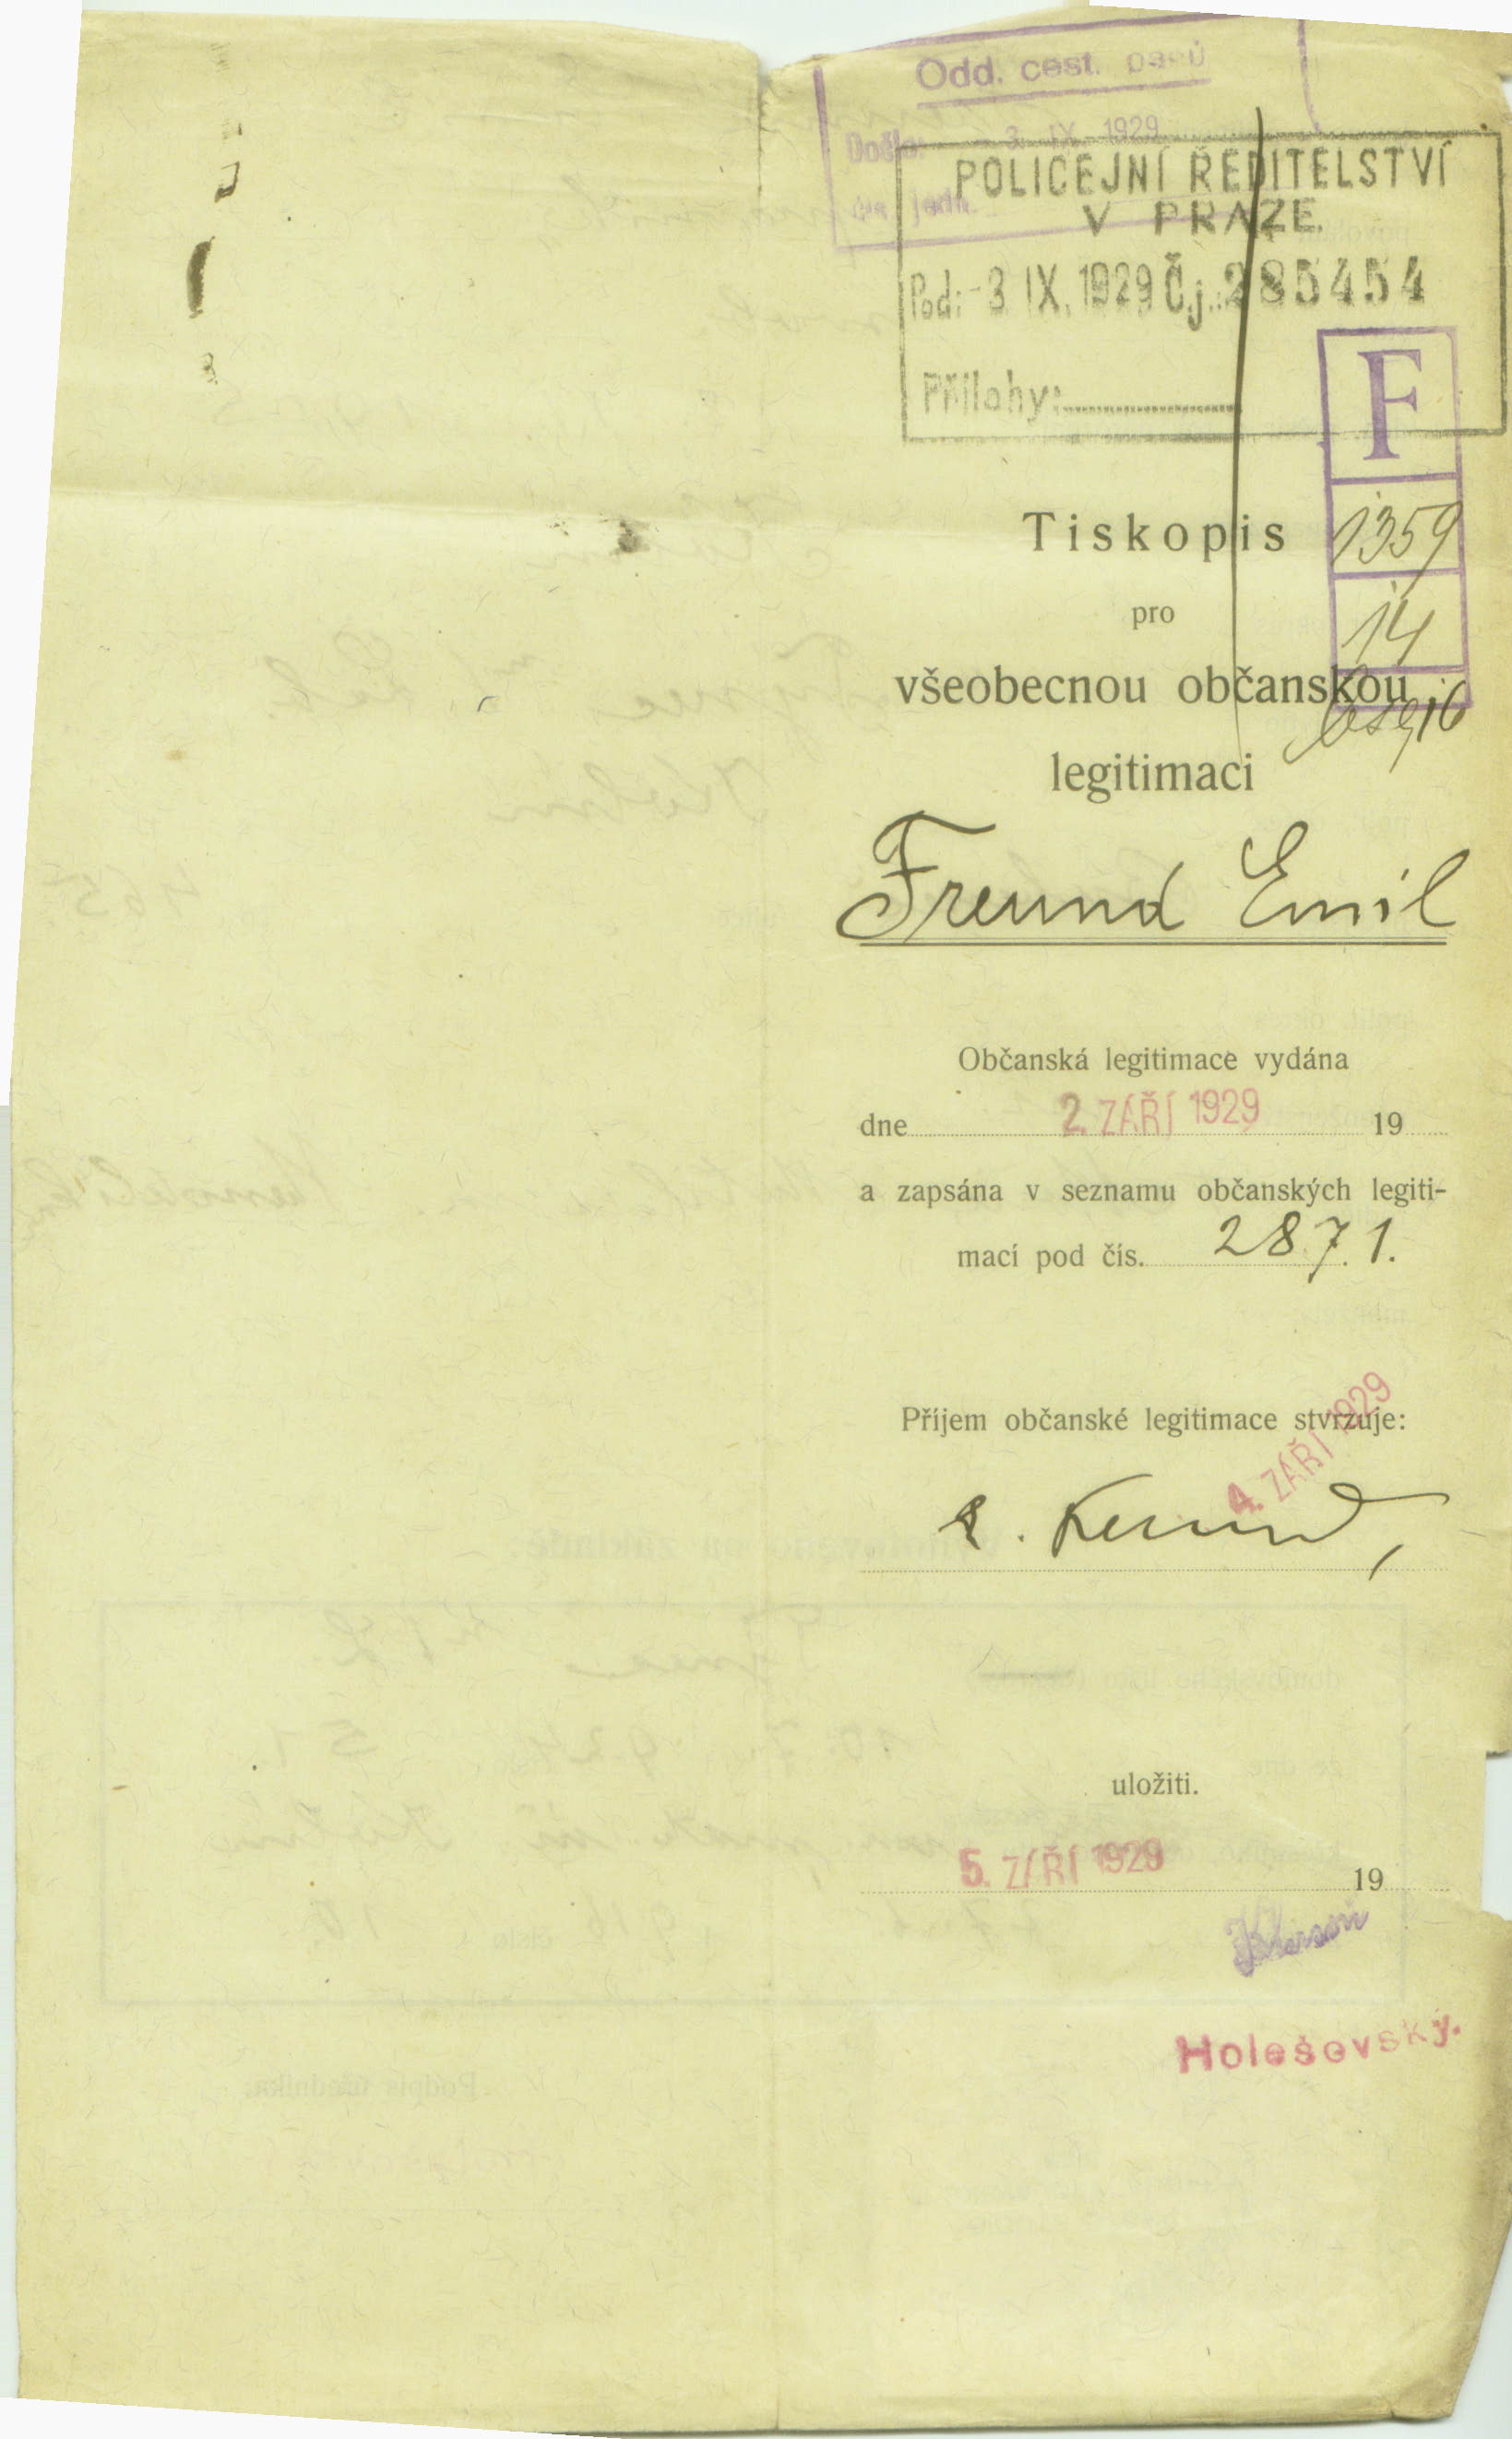 Odd. cest. pasů
Došlo: - 3. IX. 1929
POLICEJNÍ ŘEDITELSTVÍ
V PRAZE.
Pod: - 3 IX. 1929 Č.j.: 285454
Přílohy:
F
1359
14
Tiskopis
pro
všeobecnou občanskou
legitimaci
Freund Emil
Občanská legitimace vydána
dne 2. ZÁŘÍ 1929 19
a zapsána v seznamu občanských legiti-
mací pod čís. 2871.
Příjem občanské legitimace stvrzuje:
4. ZÁŘÍ 1929
E. Freund,
uložiti.
5. ZÁŘÍ 1929 19
Holešovský.